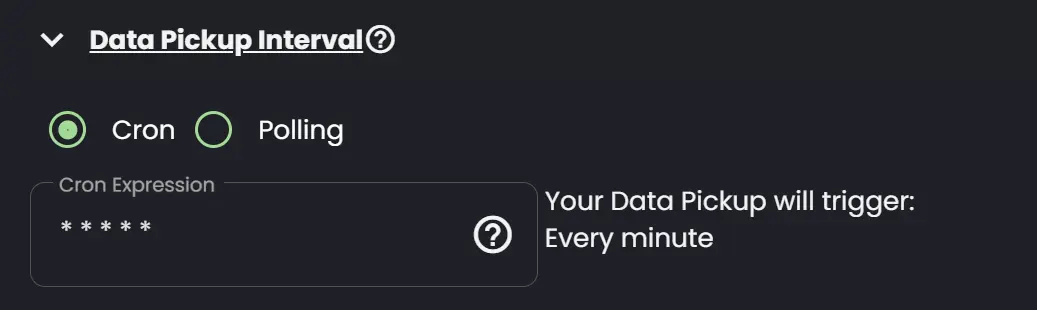 Data Pickup Interval
Cron
Polling
Cron Expression
* * * * *
Your Data Pickup will trigger:
Every minute